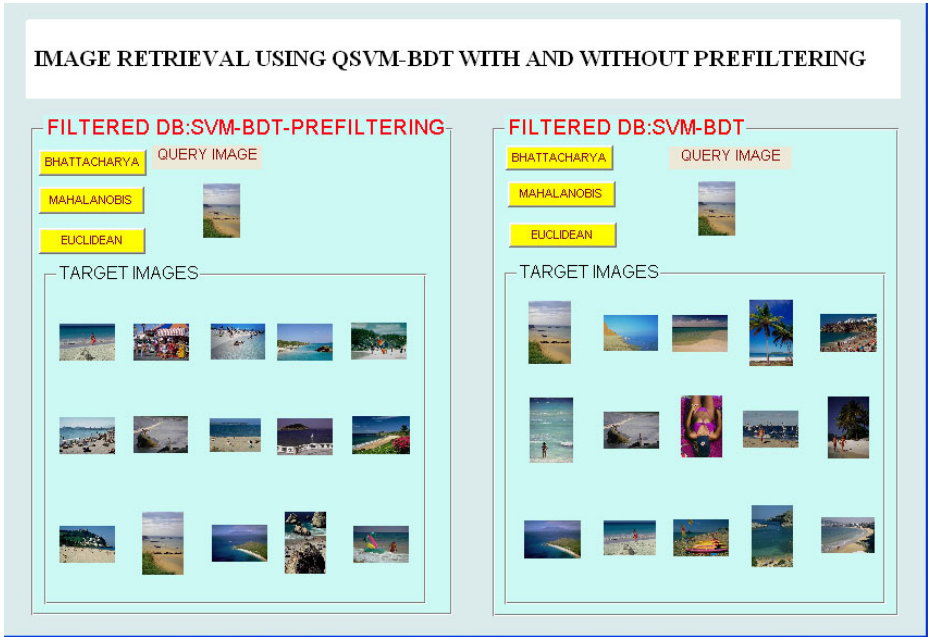 IMAGE RETRIEVAL USING QSVM-BDT WITH AND WITHOUT PREFILTERING
FILTERED DB:SVM-BDT-PREFILTERING
BHATTACHARYA
QUERY IMAGE
MAHALANOBIS
EUCLIDEAN
TARGET IMAGES
FILTERED DB:SVM-BDT
BHATTACHARYA
QUERY IMAGE
MAHALANOBIS
EUCLIDEAN
TARGET IMAGES